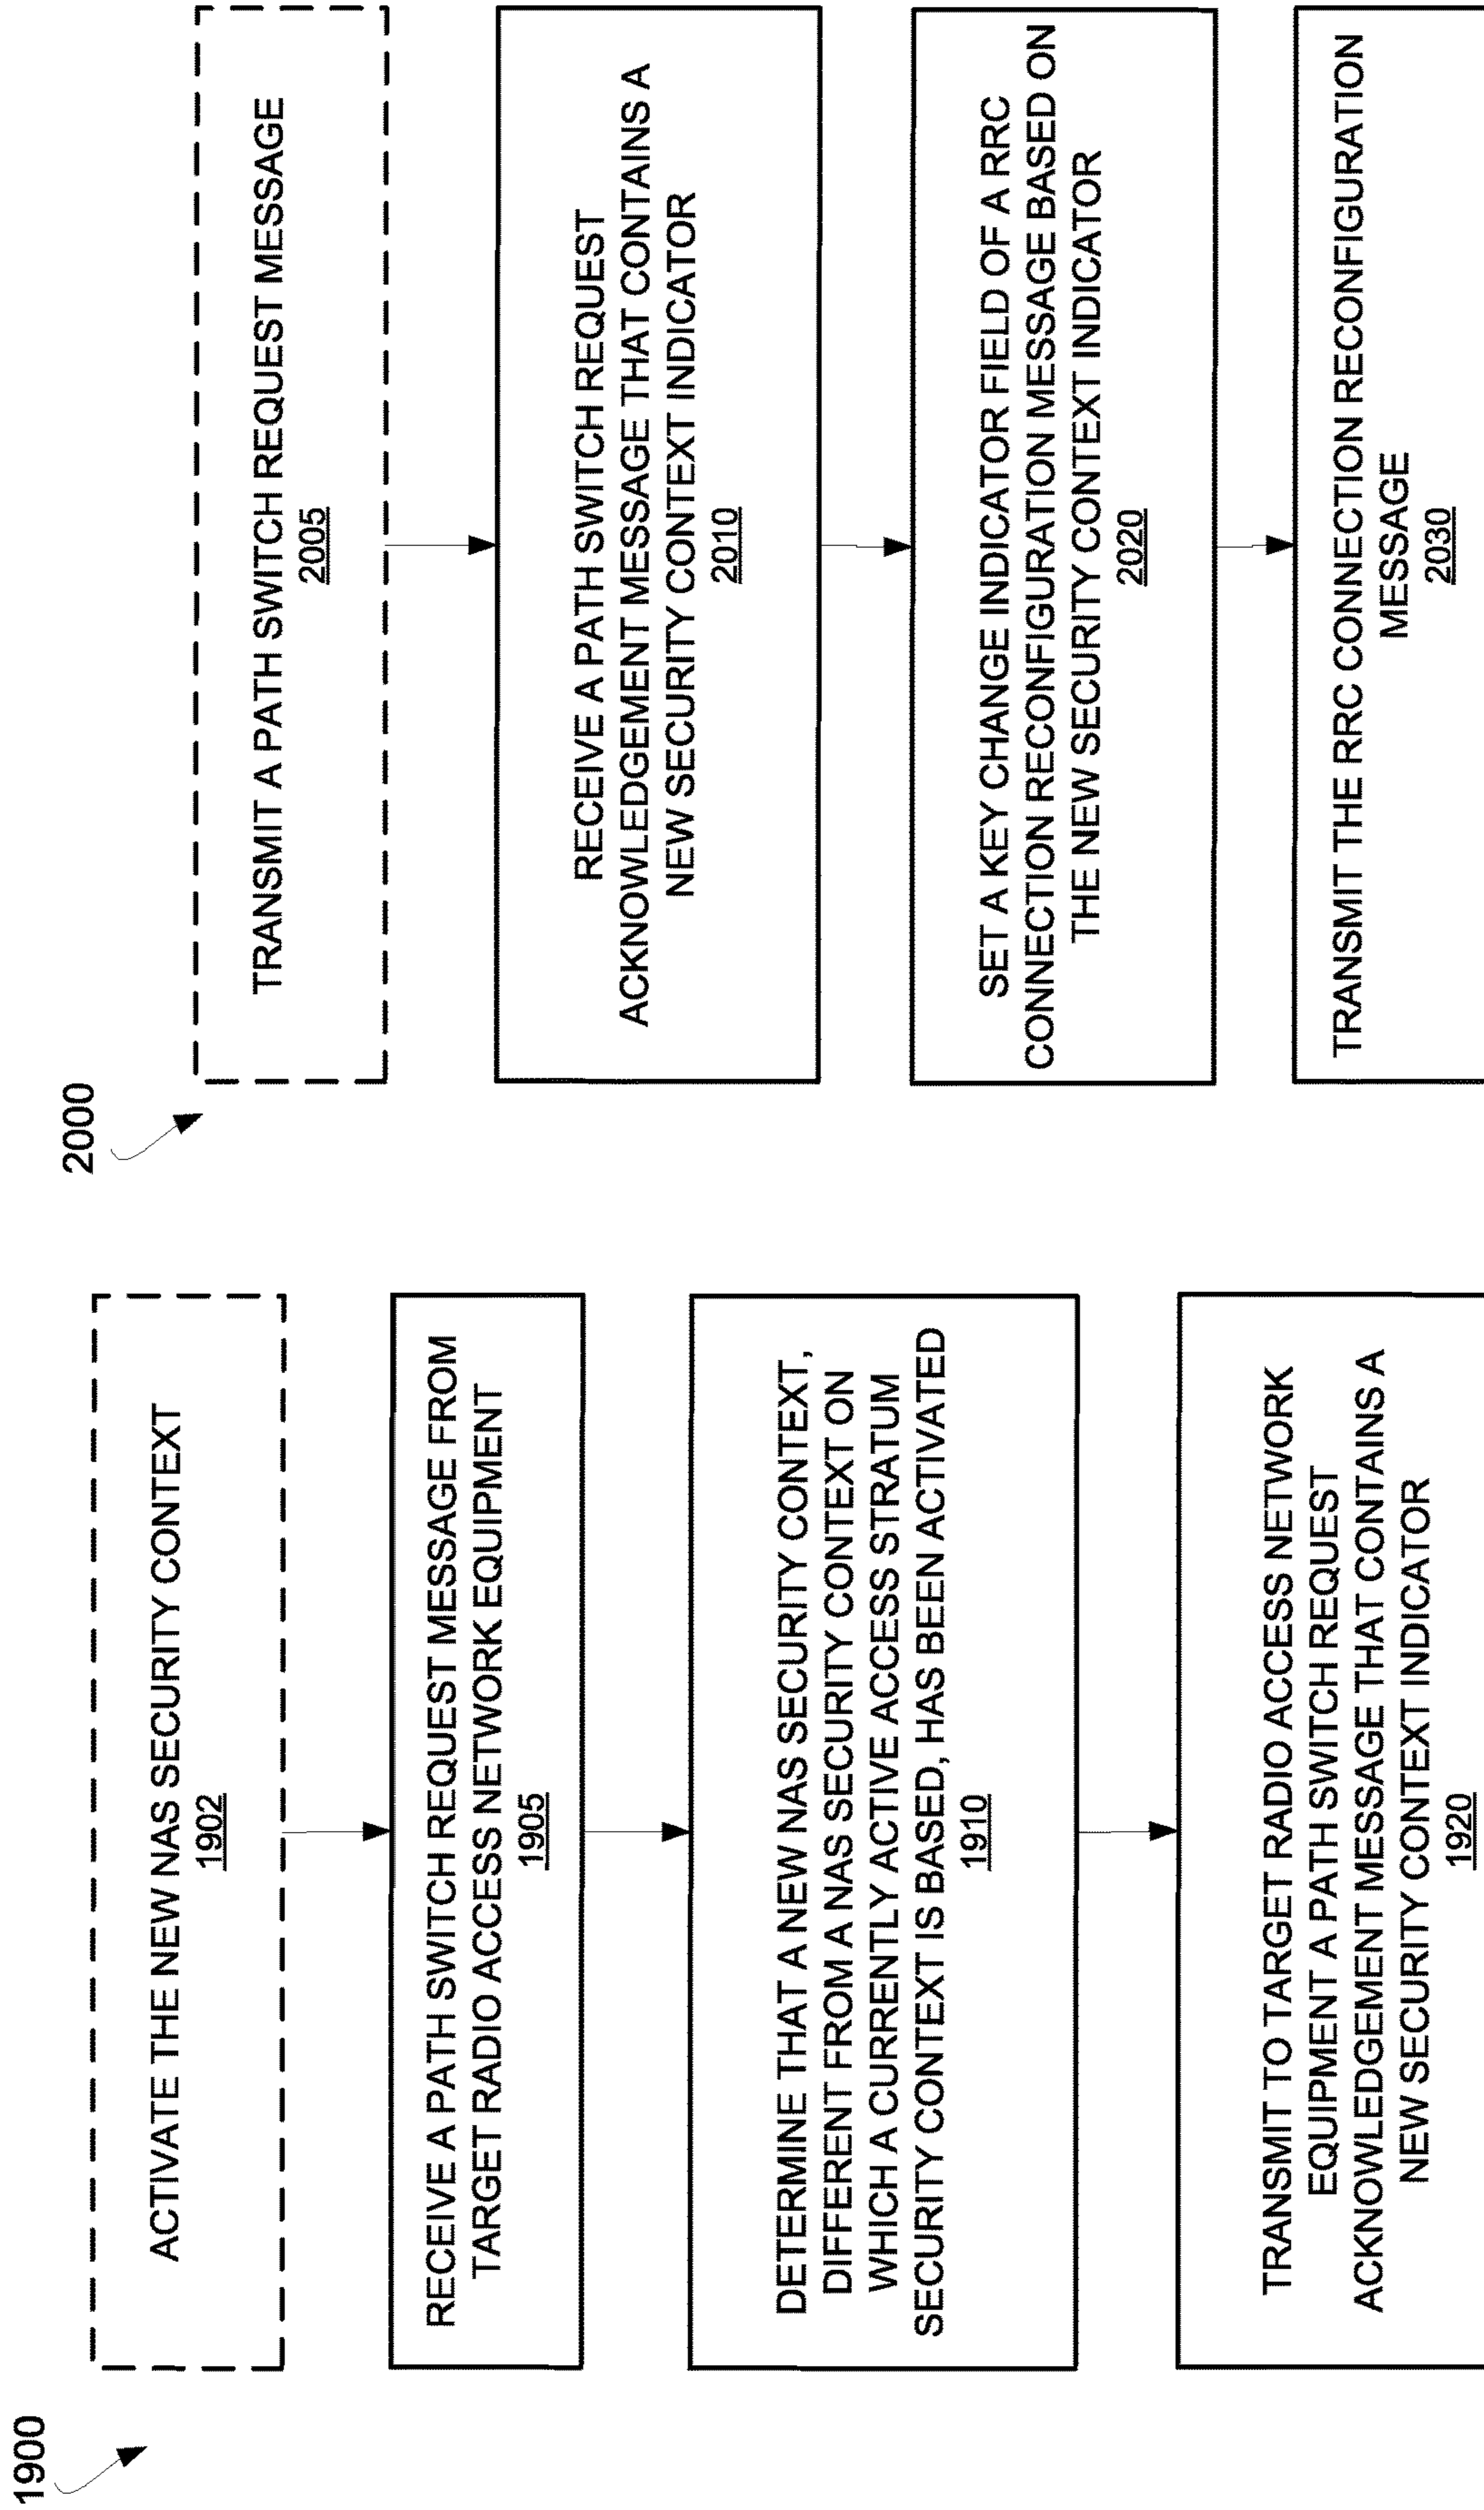 1900
ACTIVATE THE NEW NAS SECURITY CONTEXT
1902
RECEIVE A PATH SWITCH REQUEST MESSAGE FROM
TARGET RADIO ACCESS NETWORK EQUIPMENT
1905
DETERMINE THAT A NEW NAS SECURITY CONTEXT,
DIFFERENT FROM A NAS SECURITY CONTEXT ON
WHICH A CURRENTLY ACTIVE ACCESS STRATUM
SECURITY CONTEXT IS BASED, HAS BEEN ACTIVATED
1910
TRANSMIT TO TARGET RADIO ACCESS NETWORK
EQUIPMENT A PATH SWITCH REQUEST
ACKNOWLEDGEMENT MESSAGE THAT CONTAINS A
NEW SECURITY CONTEXT INDICATOR
1920
2000
TRANSMIT A PATH SWITCH REQUEST MESSAGE
2005
RECEIVE A PATH SWITCH REQUEST
ACKNOWLEDGEMENT MESSAGE THAT CONTAINS A
NEW SECURITY CONTEXT INDICATOR
2010
SET A KEY CHANGE INDICATOR FIELD OF A RRC
CONNECTION RECONFIGURATION MESSAGE BASED ON
THE NEW SECURITY CONTEXT INDICATOR
2020
TRANSMIT THE RRC CONNECTION RECONFIGURATION
MESSAGE
2030